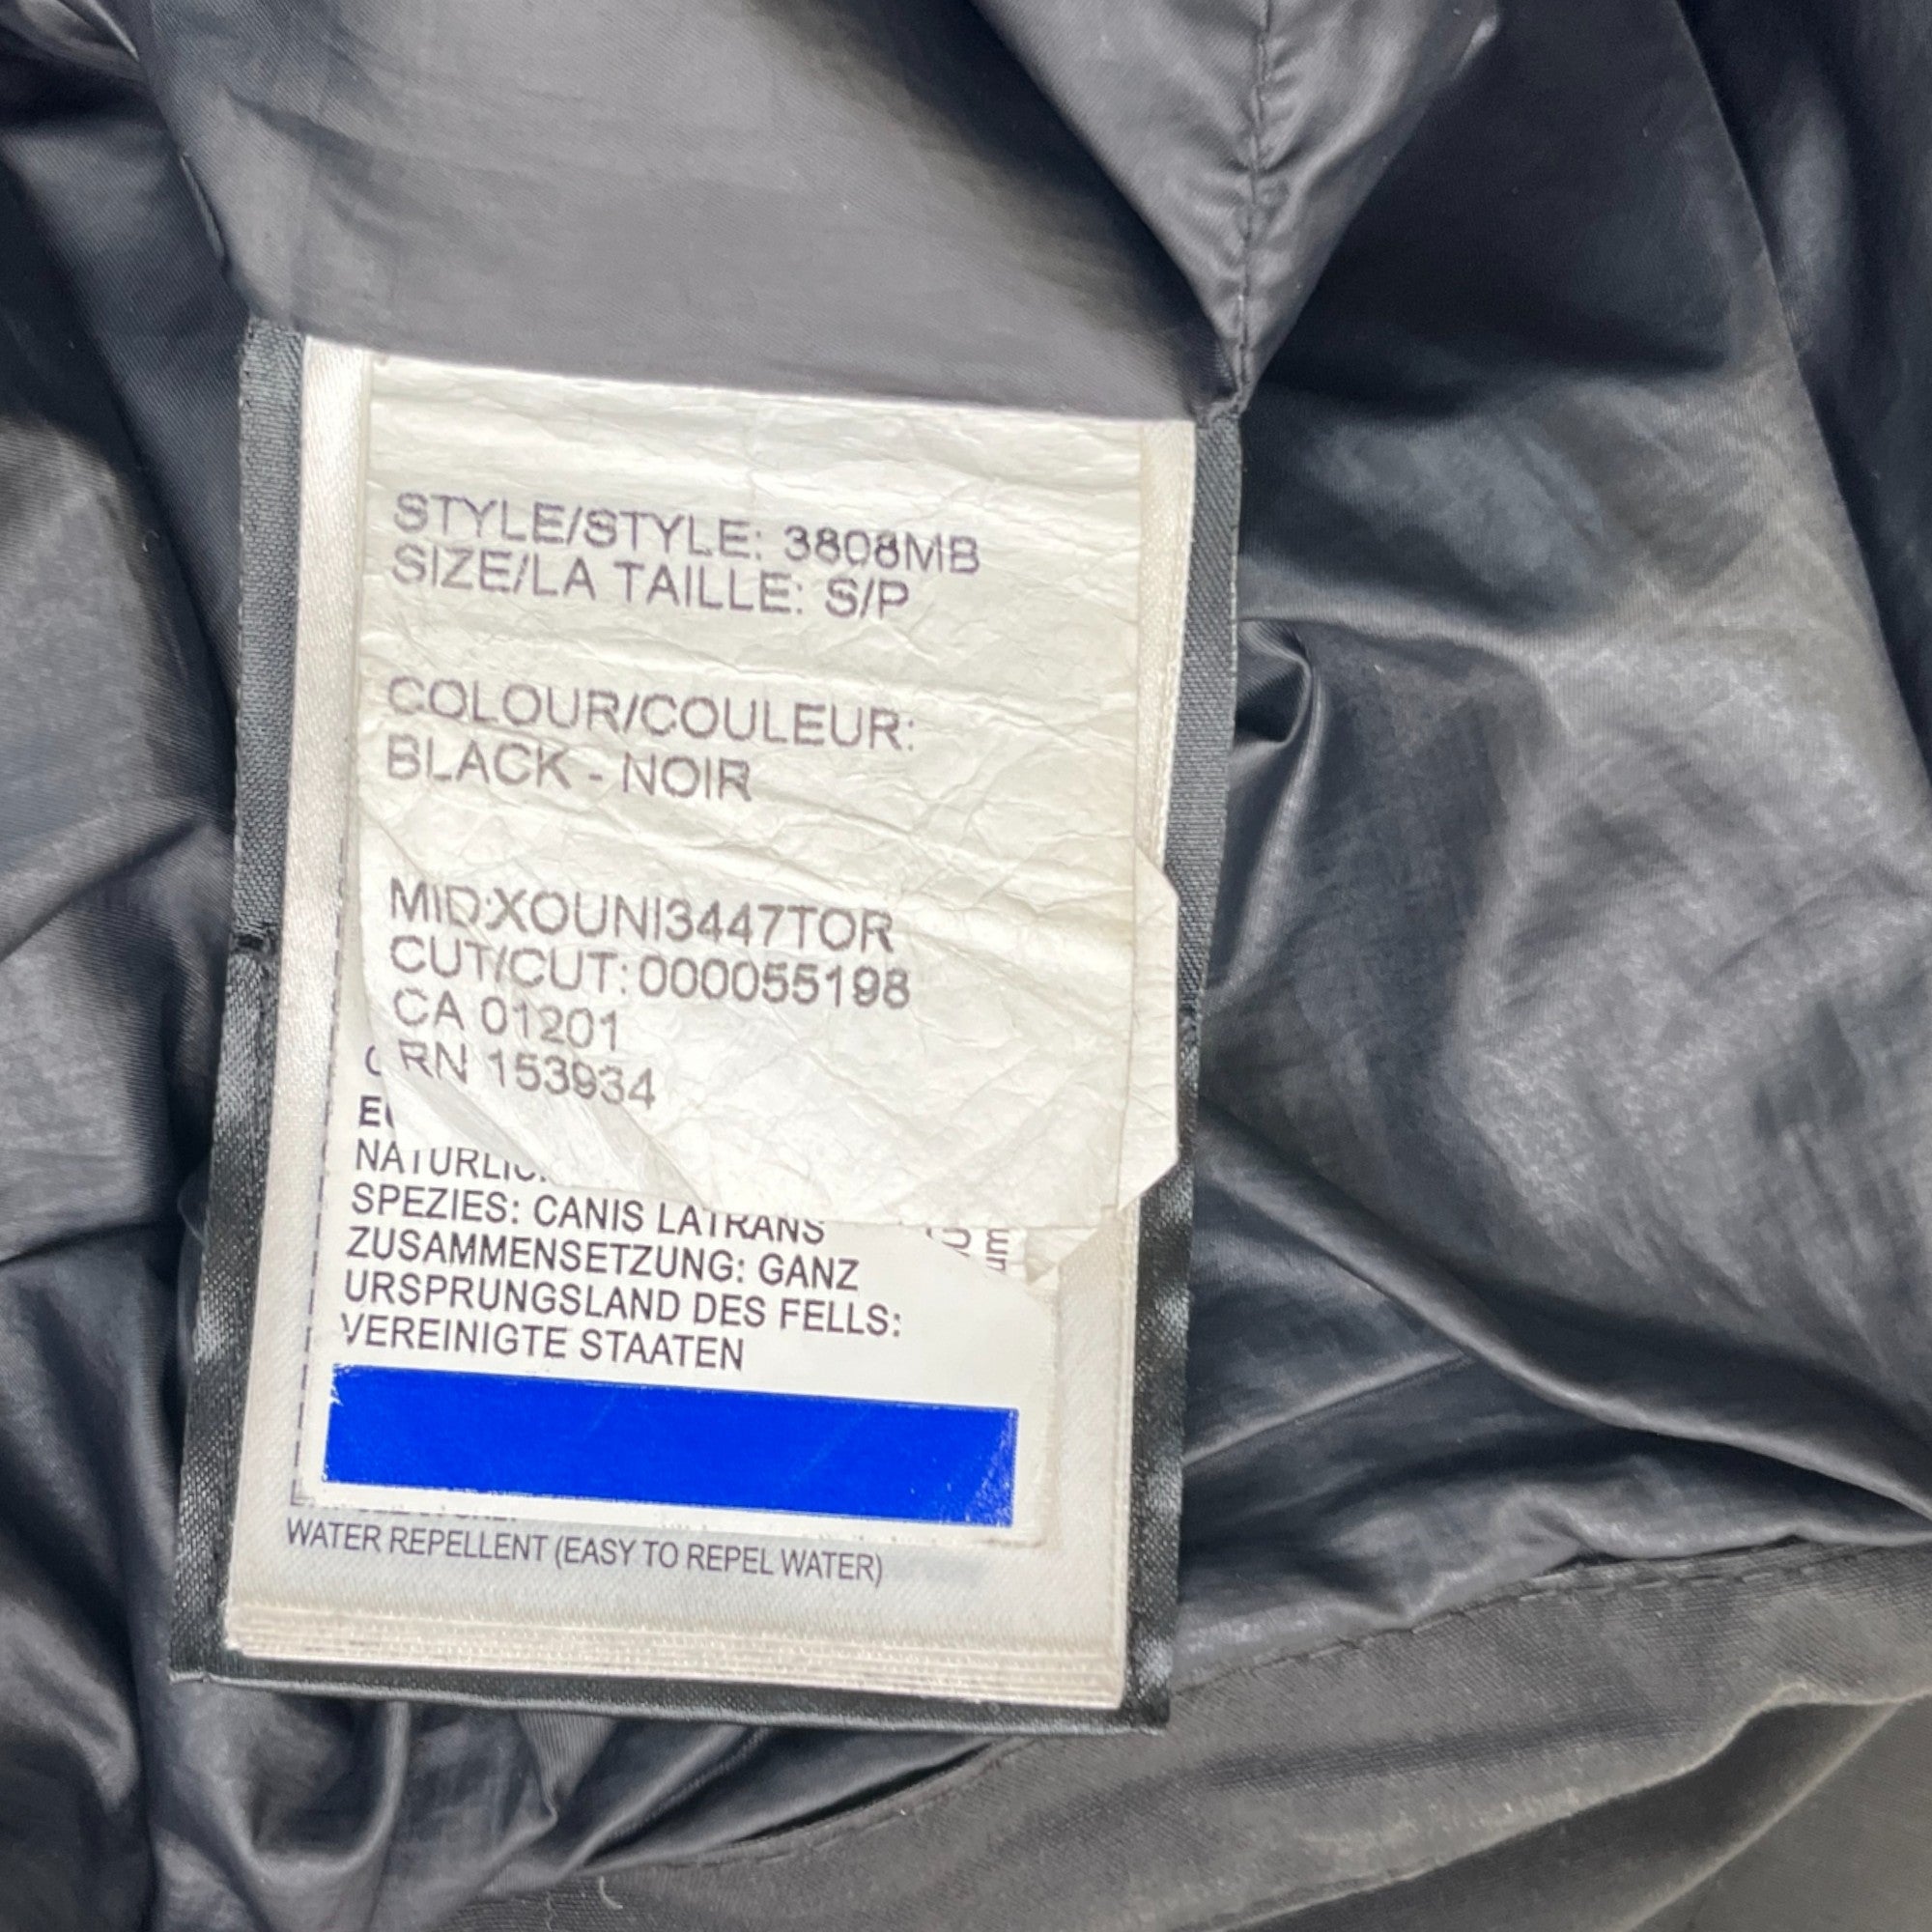 STYLE/STYLE: 3808MB
SIZE/LA TAILLE: S/P
COLOUR/COULEUR:
BLACK - NOIR
MID:XOUNI3447TOR
CUT/CUT: 000055198
CA 01201
RN 153934
SPEZIES: CANIS LATRANS
ZUSAMMENSETZUNG: GANZ
URSPRUNGSLAND DES FELLS:
VEREINIGTE STAATEN
WATER REPELLENT (EASY TO REPEL WATER)